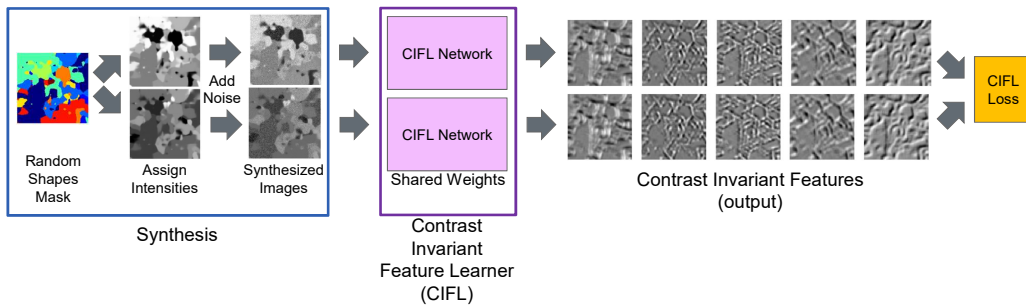 Random
Shapes
Mask
Assign
Intensities
Add
Noise
Synthesized
Images
Synthesis
CIFL Network
CIFL Network
Shared Weights
Contrast
Invariant
Feature Learner
(CIFL)
Contrast Invariant Features
(output)
CIFL
Loss